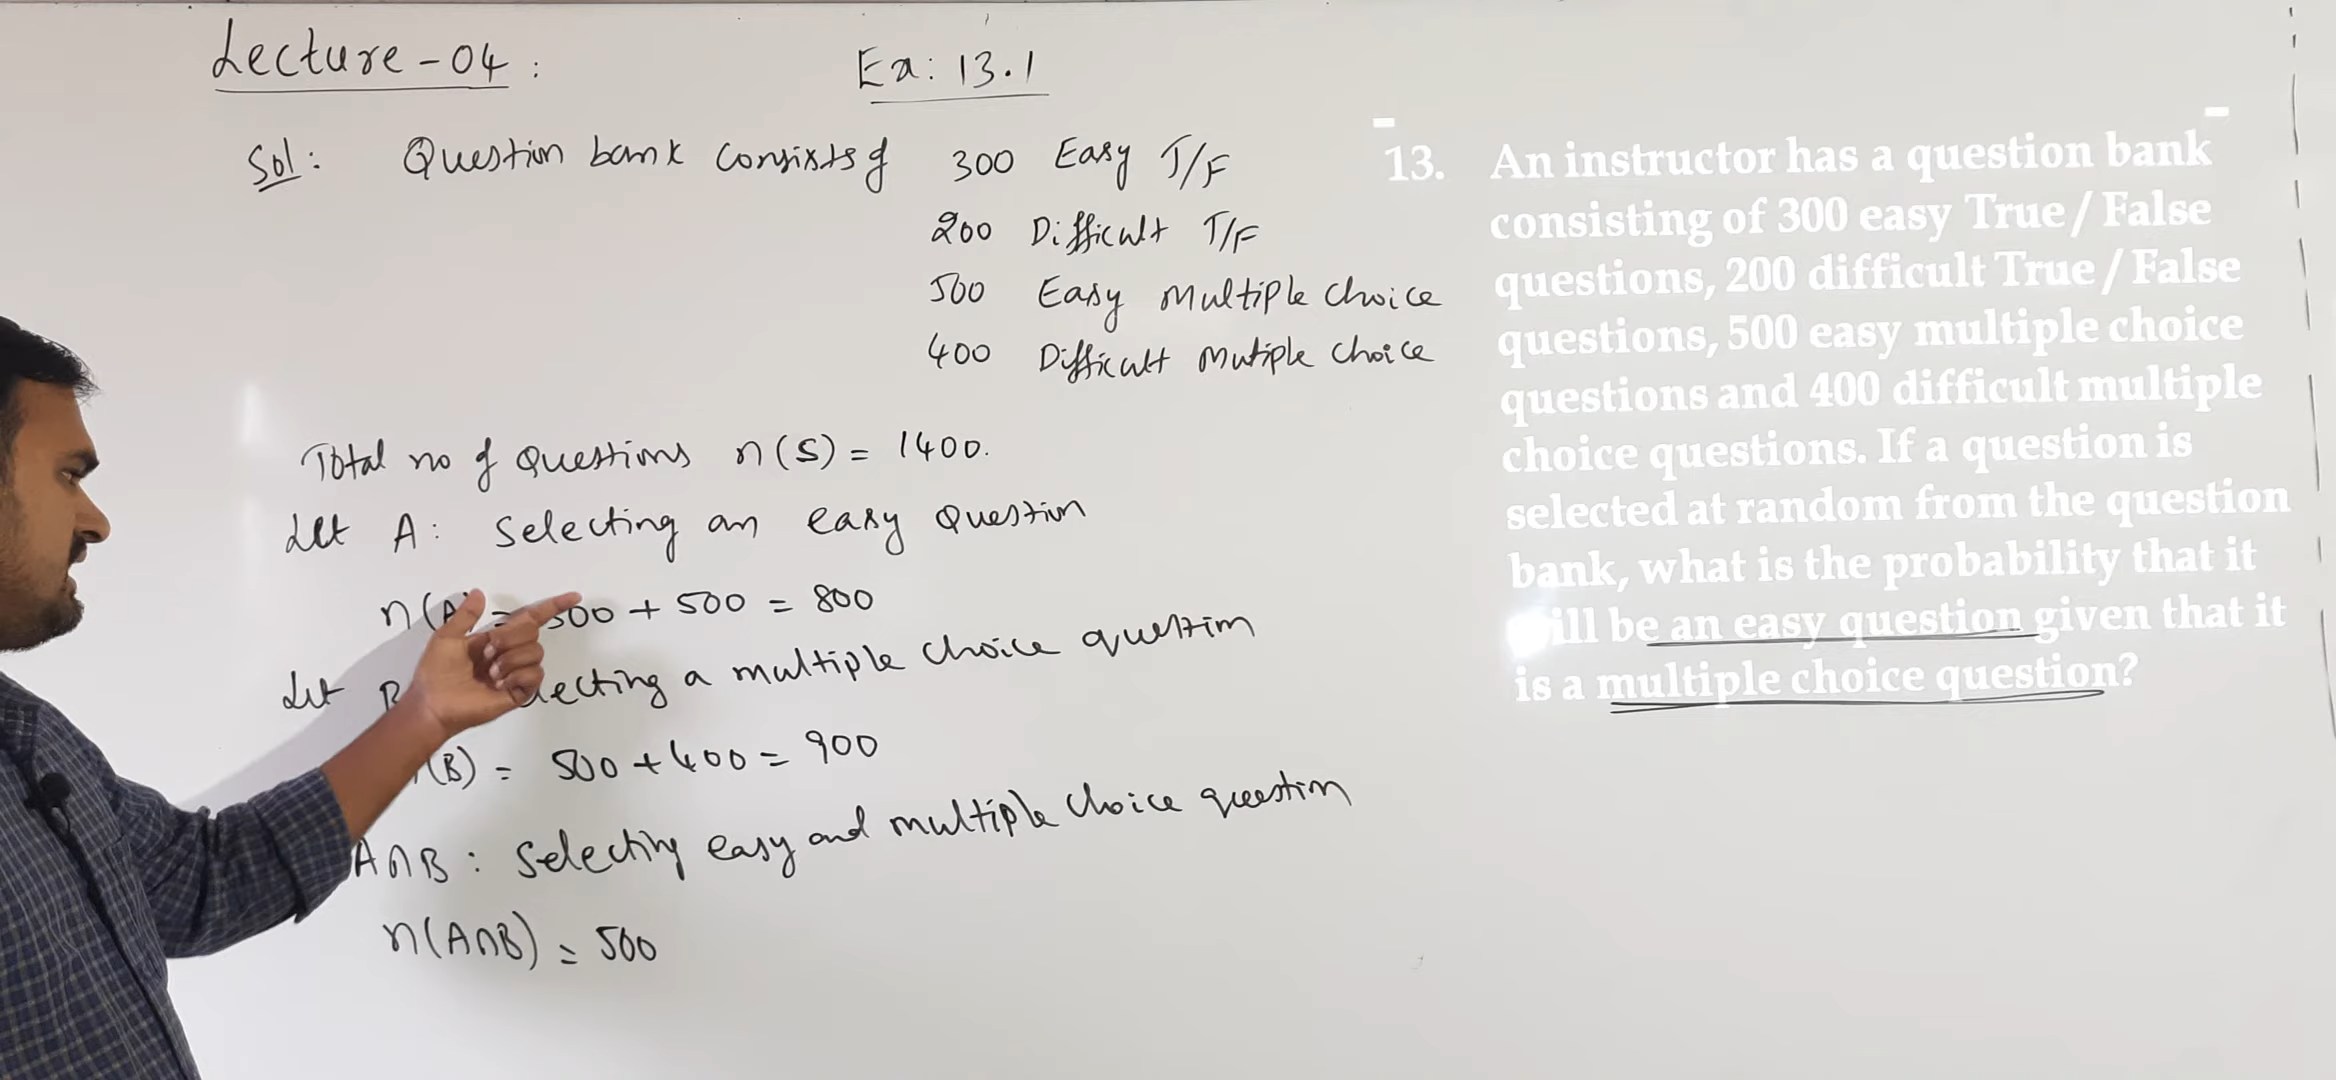 Lecture-04:
Ex: 13.1
Sol: Question bank consists of 300 Easy T/F
200 Difficult T/F
500 Easy multiple choice
400 Difficult Mutiple choice
Total no of Questions n(S) = 1400.
Let A: Selecting an easy Question
n(A) = 00 + 500 = 800
Let B ecting a multiple choice question
(B) = 500 + 400 = 900
A∩B: Selecting easy and multiple choice question
n(A∩B) = 500
13. An instructor has a question bank
consisting of 300 easy True / False
questions, 200 difficult True / False
questions, 500 easy multiple choice
questions and 400 difficult multiple
choice questions. If a question is
selected at random from the question
bank, what is the probability that it
ill be an easy question given that it
is a multiple choice question?